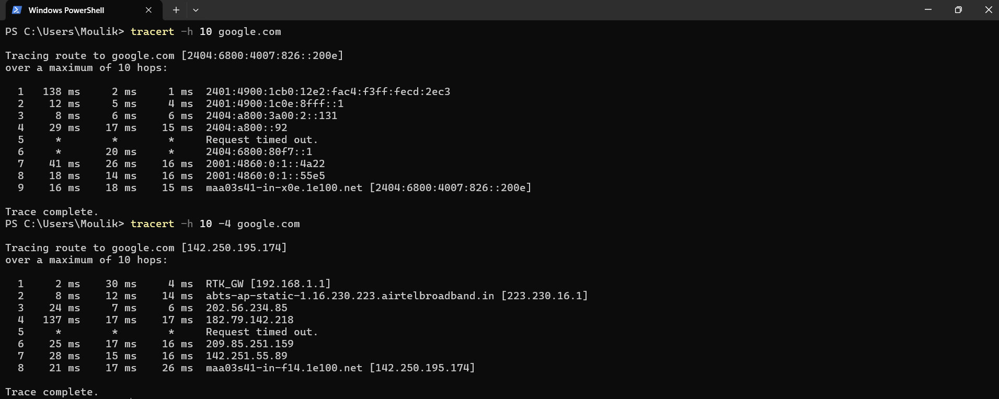 Windows PowerShell
PS C:\Users\Moulik> tracert -h 10 google.com
Tracing route to google.com [2404:6800:4007:826::200e]
over a maximum of 10 hops:
1 138 ms 2 ms 1 ms 2401:4900:1cb0:12e2:fac4:f3ff:fecd:2ec3
2 12 ms 5 ms 4 ms 2401:4900:1c0e:8fff::1
3 8 ms 6 ms 6 ms 2404:a800:3a00:2::131
4 29 ms 17 ms 15 ms 2404:a800::92
5 * * * Request timed out.
6 * 20 ms * 2404:6800:80f7::1
7 41 ms 26 ms 16 ms 2001:4860:0:1::4a22
8 18 ms 14 ms 16 ms 2001:4860:0:1::55e5
9 16 ms 18 ms 15 ms maa03s41-in-x0e.1e100.net [2404:6800:4007:826::200e]
Trace complete.
PS C:\Users\Moulik> tracert -h 10 -4 google.com
Tracing route to google.com [142.250.195.174]
over a maximum of 10 hops:
1 2 ms 30 ms 4 ms RTK_GW [192.168.1.1]
2 8 ms 12 ms 14 ms abts-ap-static-1.16.230.223.airtelbroadband.in [223.230.16.1]
3 24 ms 7 ms 6 ms 202.56.234.85
4 137 ms 17 ms 17 ms 182.79.142.218
5 * * * Request timed out.
6 25 ms 17 ms 16 ms 209.85.251.159
7 28 ms 15 ms 16 ms 142.251.55.89
8 21 ms 17 ms 26 ms maa03s41-in-f14.1e100.net [142.250.195.174]
Trace complete.